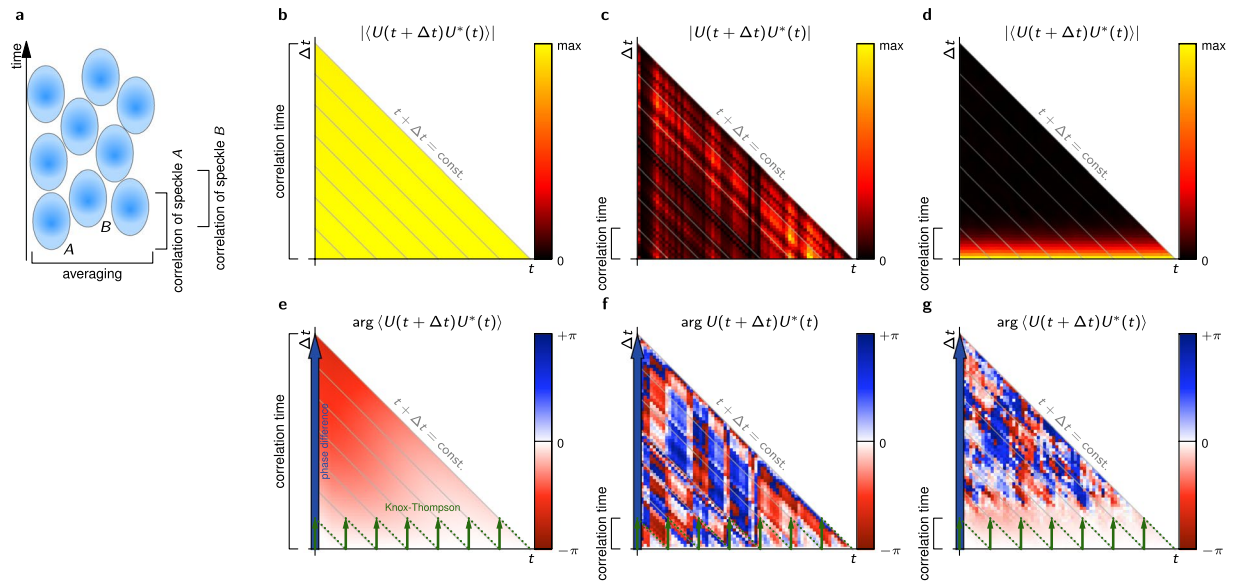 a
time
A
B
averaging
correlation of speckle A
correlation of speckle B
b
|⟨U(t + Δt)U*(t)⟩|
Δt
correlation time
t + Δt = const.
t
max
0
c
|U(t + Δt)U*(t)|
Δt
correlation time
t + Δt = const.
t
max
0
d
|⟨U(t + Δt)U*(t)⟩|
Δt
correlation time
t + Δt = const.
t
max
0
e
arg ⟨U(t + Δt)U*(t)⟩
Δt
correlation time
phase difference
t + Δt = const.
Knox-Thompson
t
+π
0
−π
f
arg U(t + Δt)U*(t)
Δt
correlation time
t + Δt = const.
t
+π
0
−π
g
arg ⟨U(t + Δt)U*(t)⟩
Δt
correlation time
t + Δt = const.
t
+π
0
−π